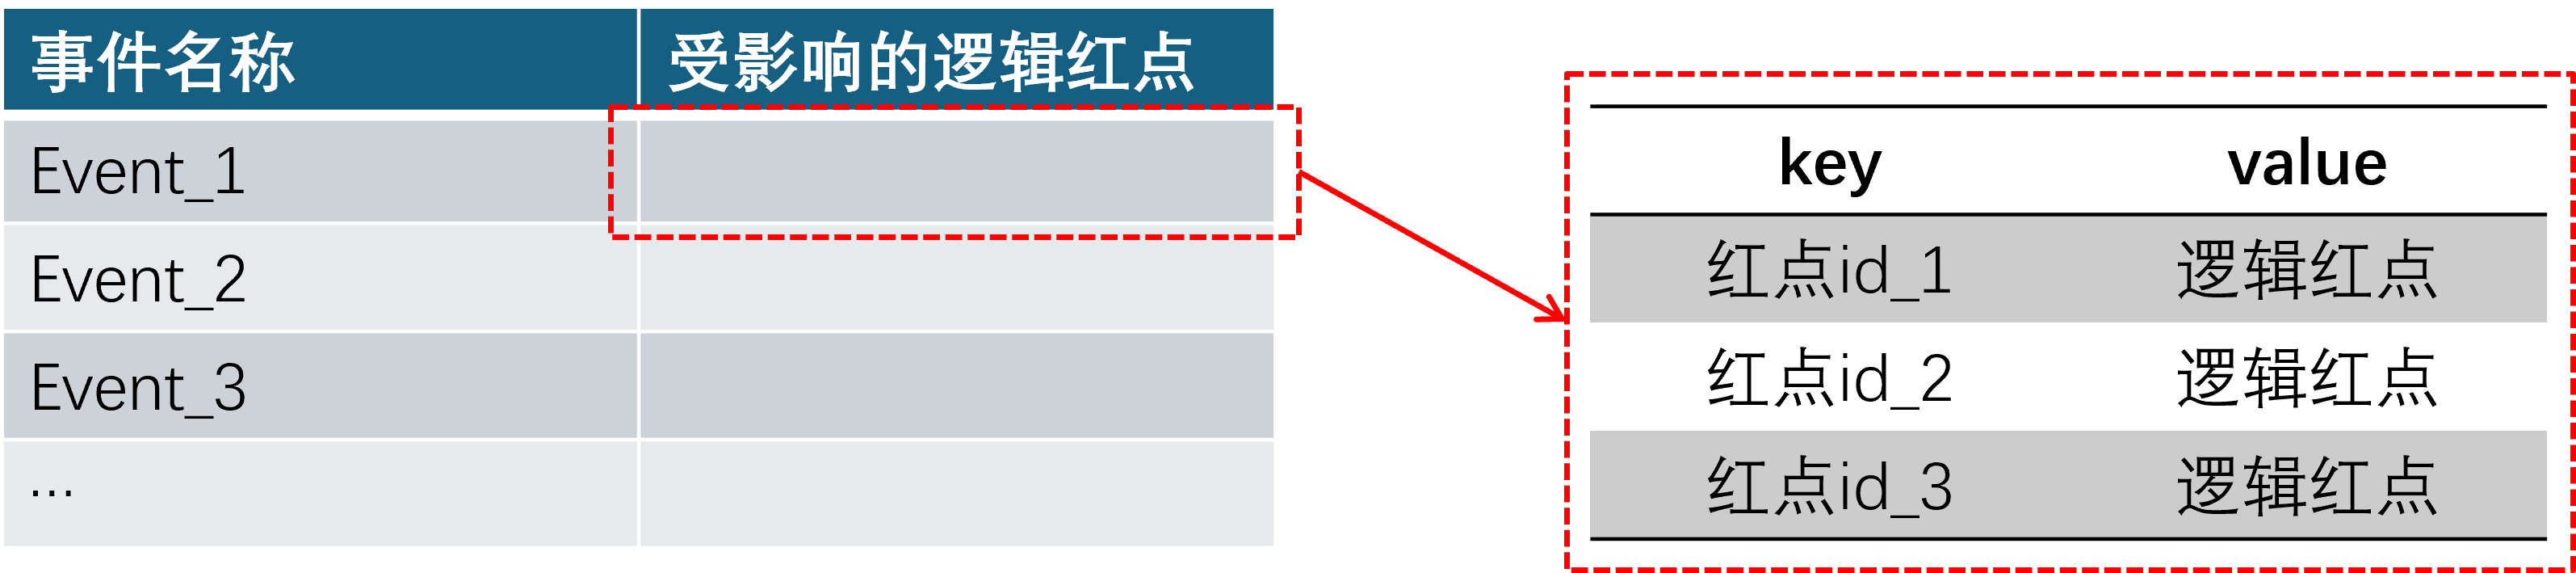 事件名称 受影响的逻辑红点
Event_1
Event_2
Event_3
...
key value
红点id_1 逻辑红点
红点id_2 逻辑红点
红点id_3 逻辑红点